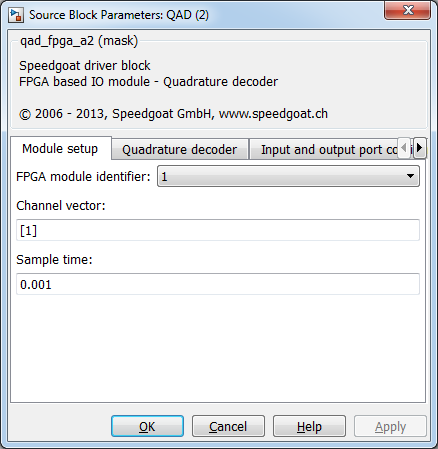 Source Block Parameters: QAD (2)
qad_fpga_a2 (mask)
Speedgoat driver block
FPGA based IO module - Quadrature decoder
© 2006 - 2013, Speedgoat GmbH, www.speedgoat.ch
Module setup
Quadrature decoder
Input and output port co
FPGA module identifier:
1
Channel vector:
[1]
Sample time:
0.001
OK
Cancel
Help
Apply